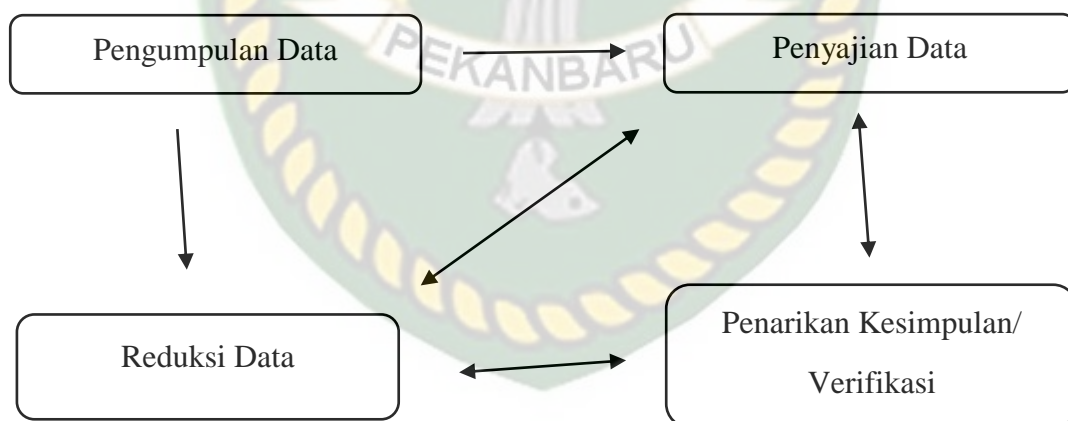 Pengumpulan Data
Penyajian Data
PEKANBARU
Reduksi Data
Penarikan Kesimpulan/
Verifikasi